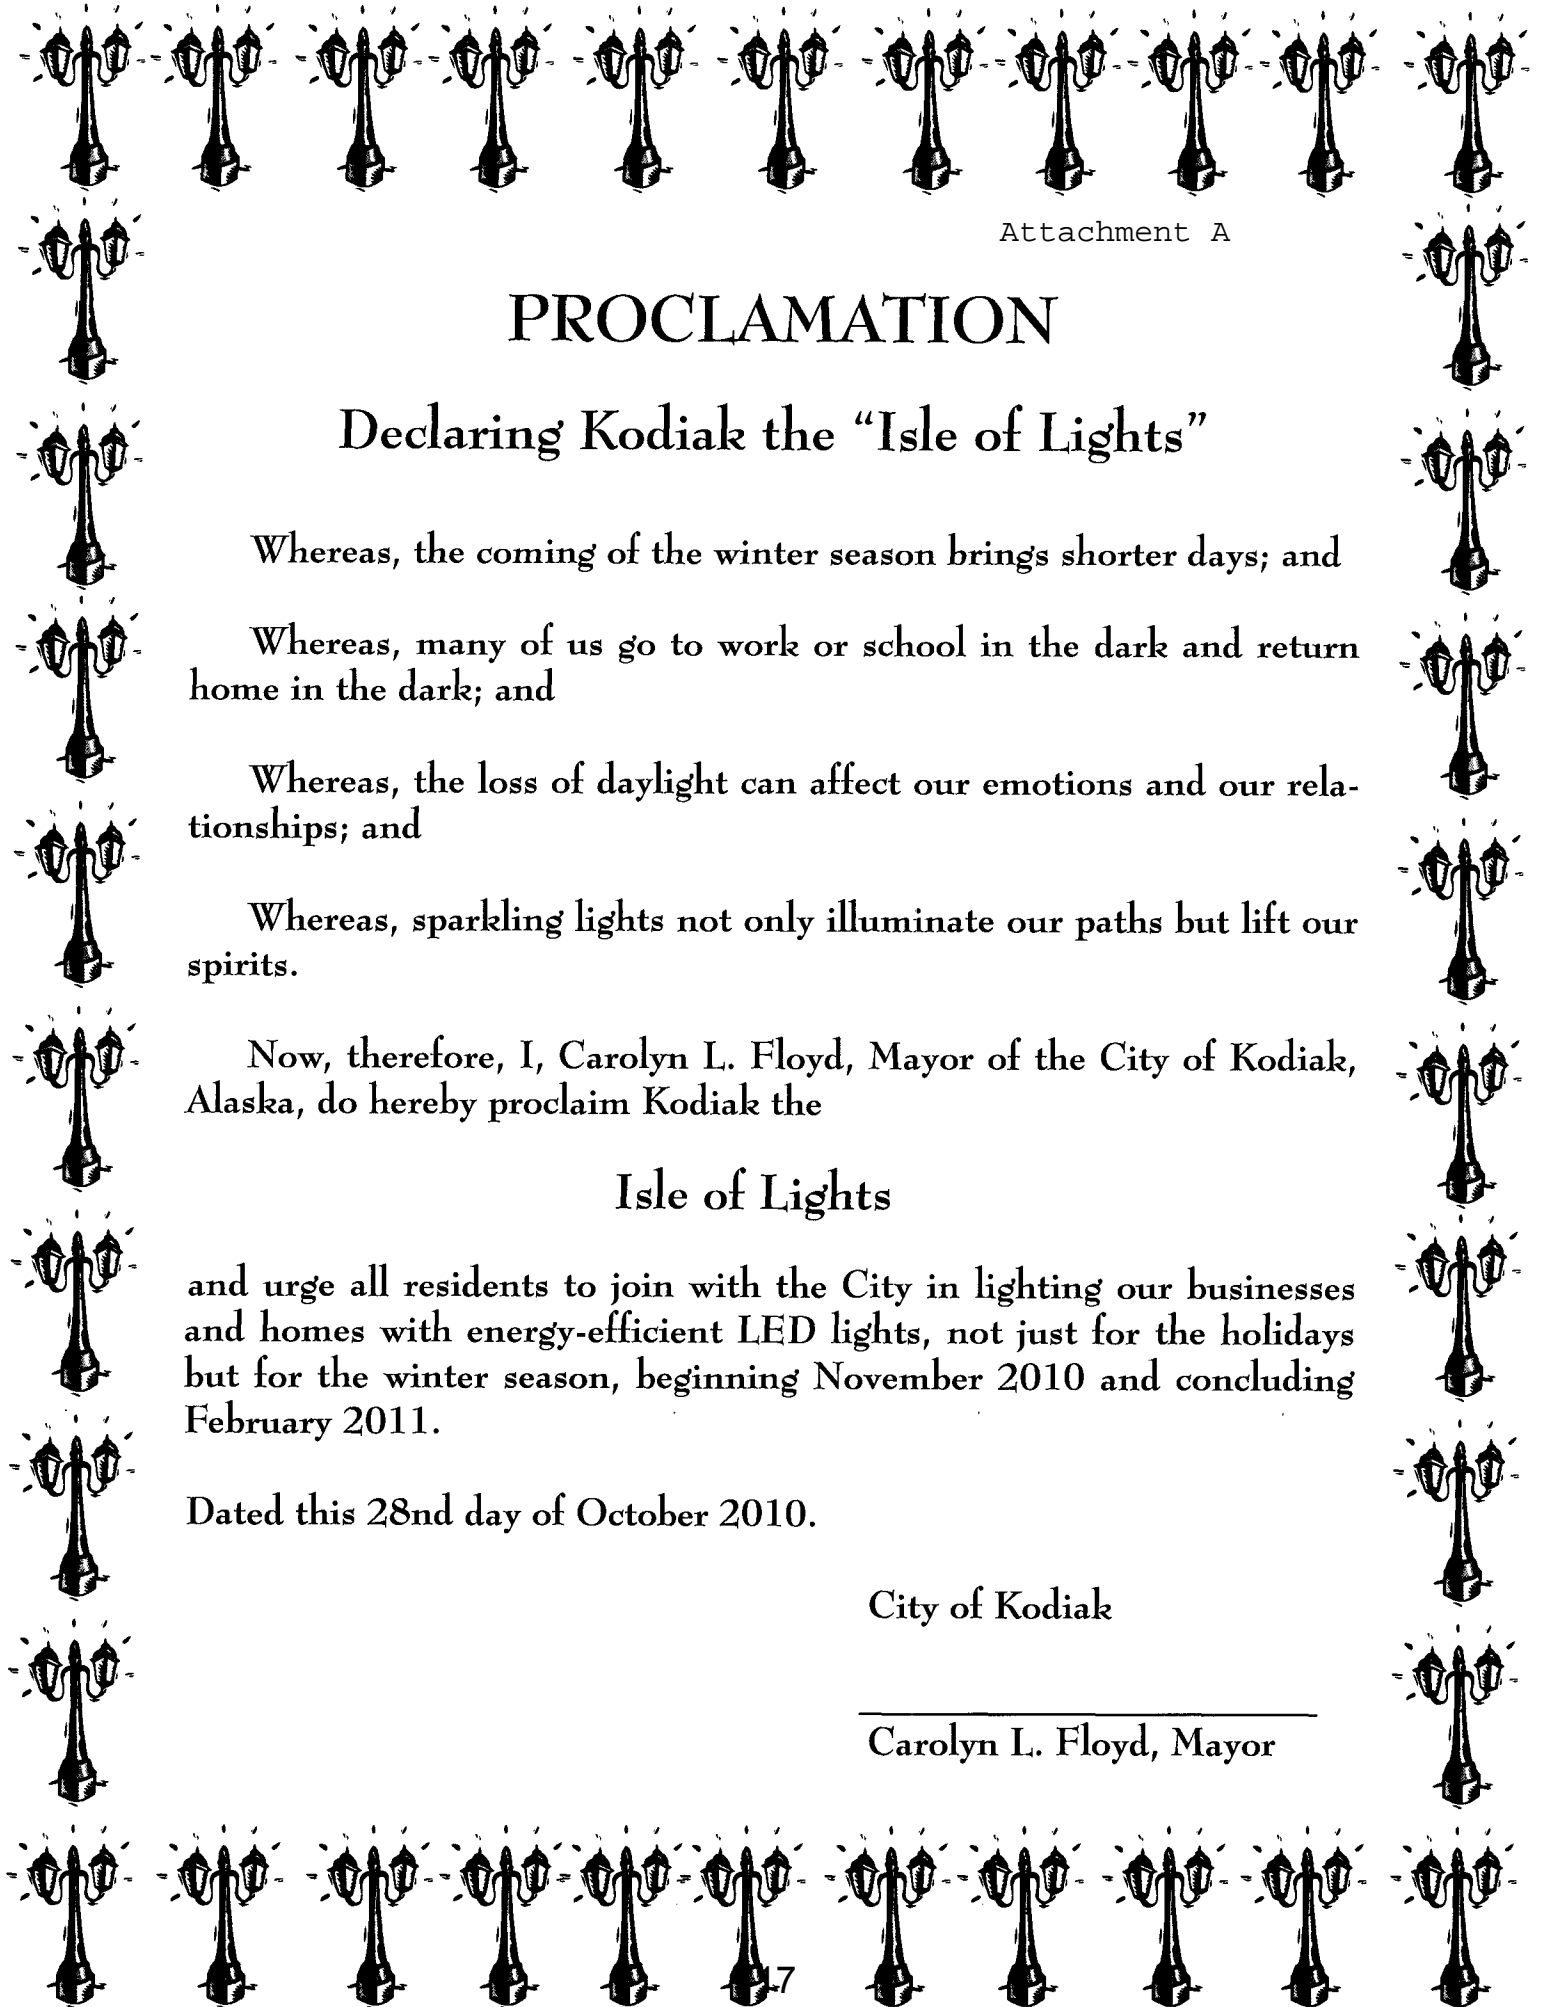 Attachment A
PROCLAMATION
Declaring Kodiak the “Isle of Lights”
Whereas, the coming of the winter season brings shorter days; and
Whereas, many of us go to work or school in the dark and return
home in the dark; and
Whereas, the loss of daylight can affect our emotions and our rela-
tionships; and
Whereas, sparkling lights not only illuminate our paths but lift our
spirits.
Now, therefore, I, Carolyn L. Floyd, Mayor of the City of Kodiak,
Alaska, do hereby proclaim Kodiak the
Isle of Lights
and urge all residents to join with the City in lighting our businesses
and homes with energy-efficient LED lights, not just for the holidays
but for the winter season, beginning November 2010 and concluding
February 2011.
Dated this 28nd day of October 2010.
City of Kodiak
Carolyn L. Floyd, Mayor